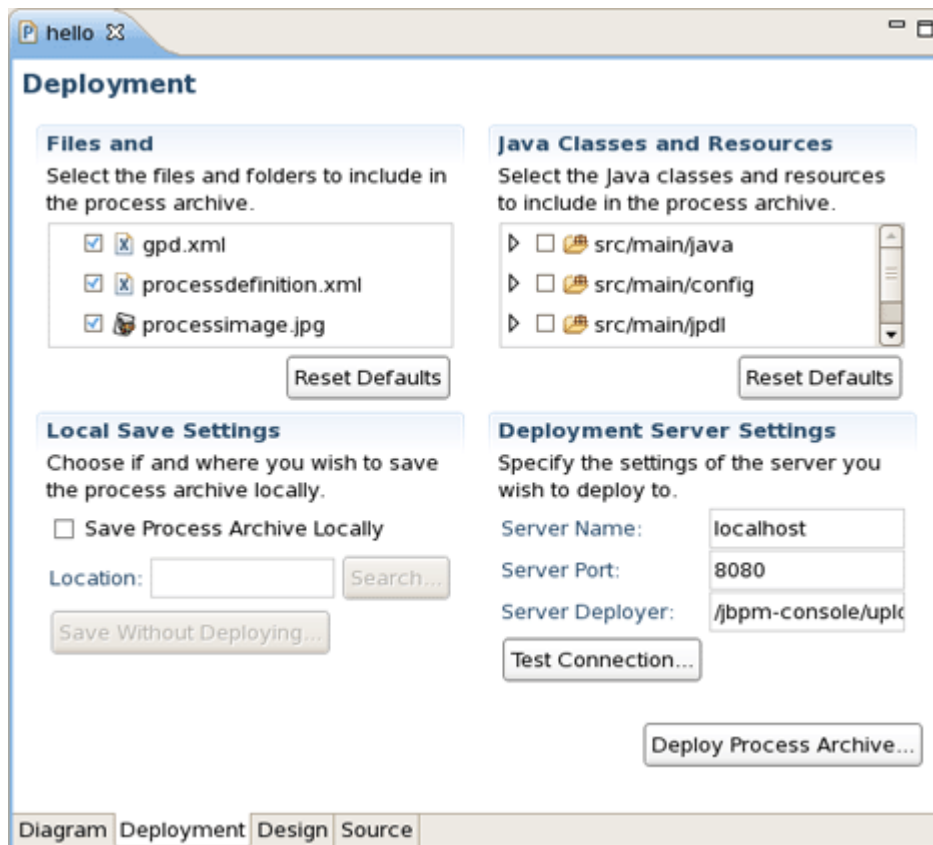 hello
Deployment
Files and
Select the files and folders to include in
the process archive.
gpd.xml
processdefinition.xml
processimage.jpg
Reset Defaults
Java Classes and Resources
Select the Java classes and resources
to include in the process archive.
src/main/java
src/main/config
src/main/jpdl
Reset Defaults
Local Save Settings
Choose if and where you wish to save
the process archive locally.
Save Process Archive Locally
Location:
Search...
Save Without Deploying...
Deployment Server Settings
Specify the settings of the server you
wish to deploy to.
Server Name: localhost
Server Port: 8080
Server Deployer: /jbpm-console/uplo
Test Connection...
Deploy Process Archive...
Diagram Deployment Design Source